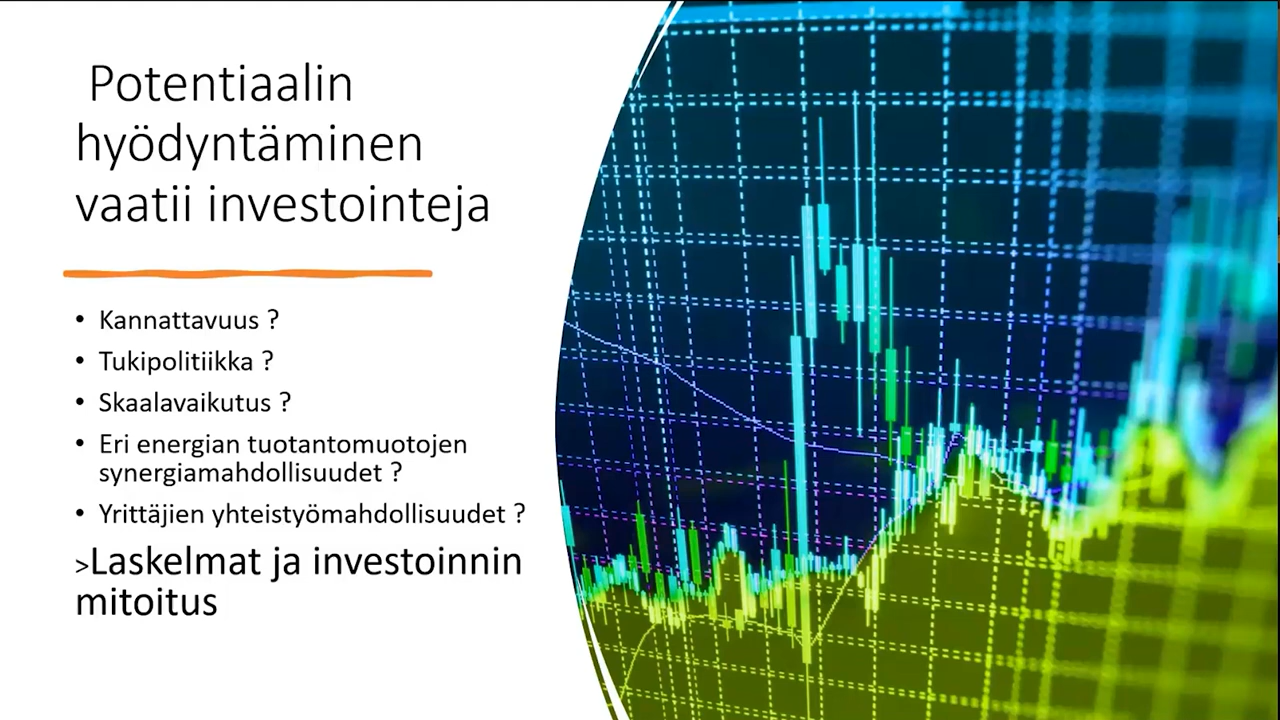 Potentiaalin
hyödyntäminen
vaatii investointeja
• Kannattavuus ?
• Tukipolitiikka ?
• Skaalavaikutus ?
• Eri energian tuotantomuotojen
synergiamahdollisuudet ?
• Yrittäjien yhteistyömahdollisuudet ?
>Laskelmat ja investoinnin
mitoitus